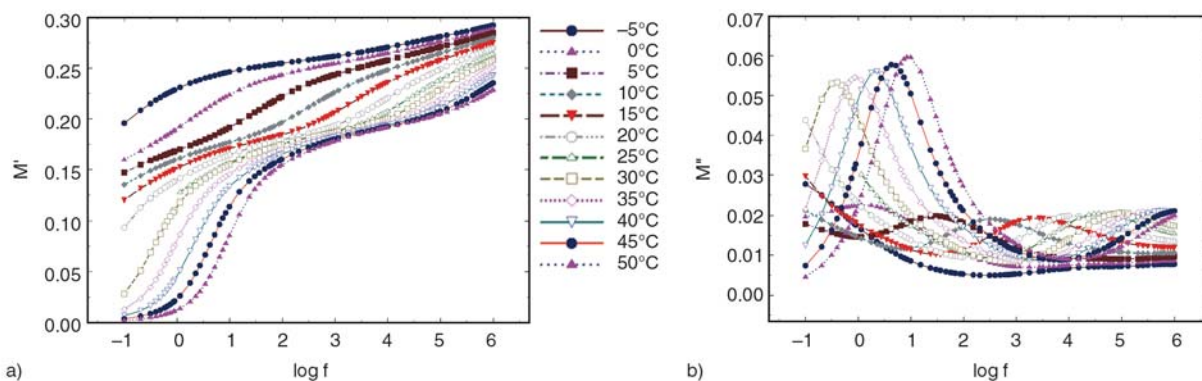 0.30
0.25
0.20
0.15
0.10
0.05
0.00
M'
–1 0 1 2 3 4 5 6
log f
a)
–5°C
0°C
5°C
10°C
15°C
20°C
25°C
30°C
35°C
40°C
45°C
50°C
0.07
0.06
0.05
0.04
0.03
0.02
0.01
0.00
M"
–1 0 1 2 3 4 5 6
log f
b)